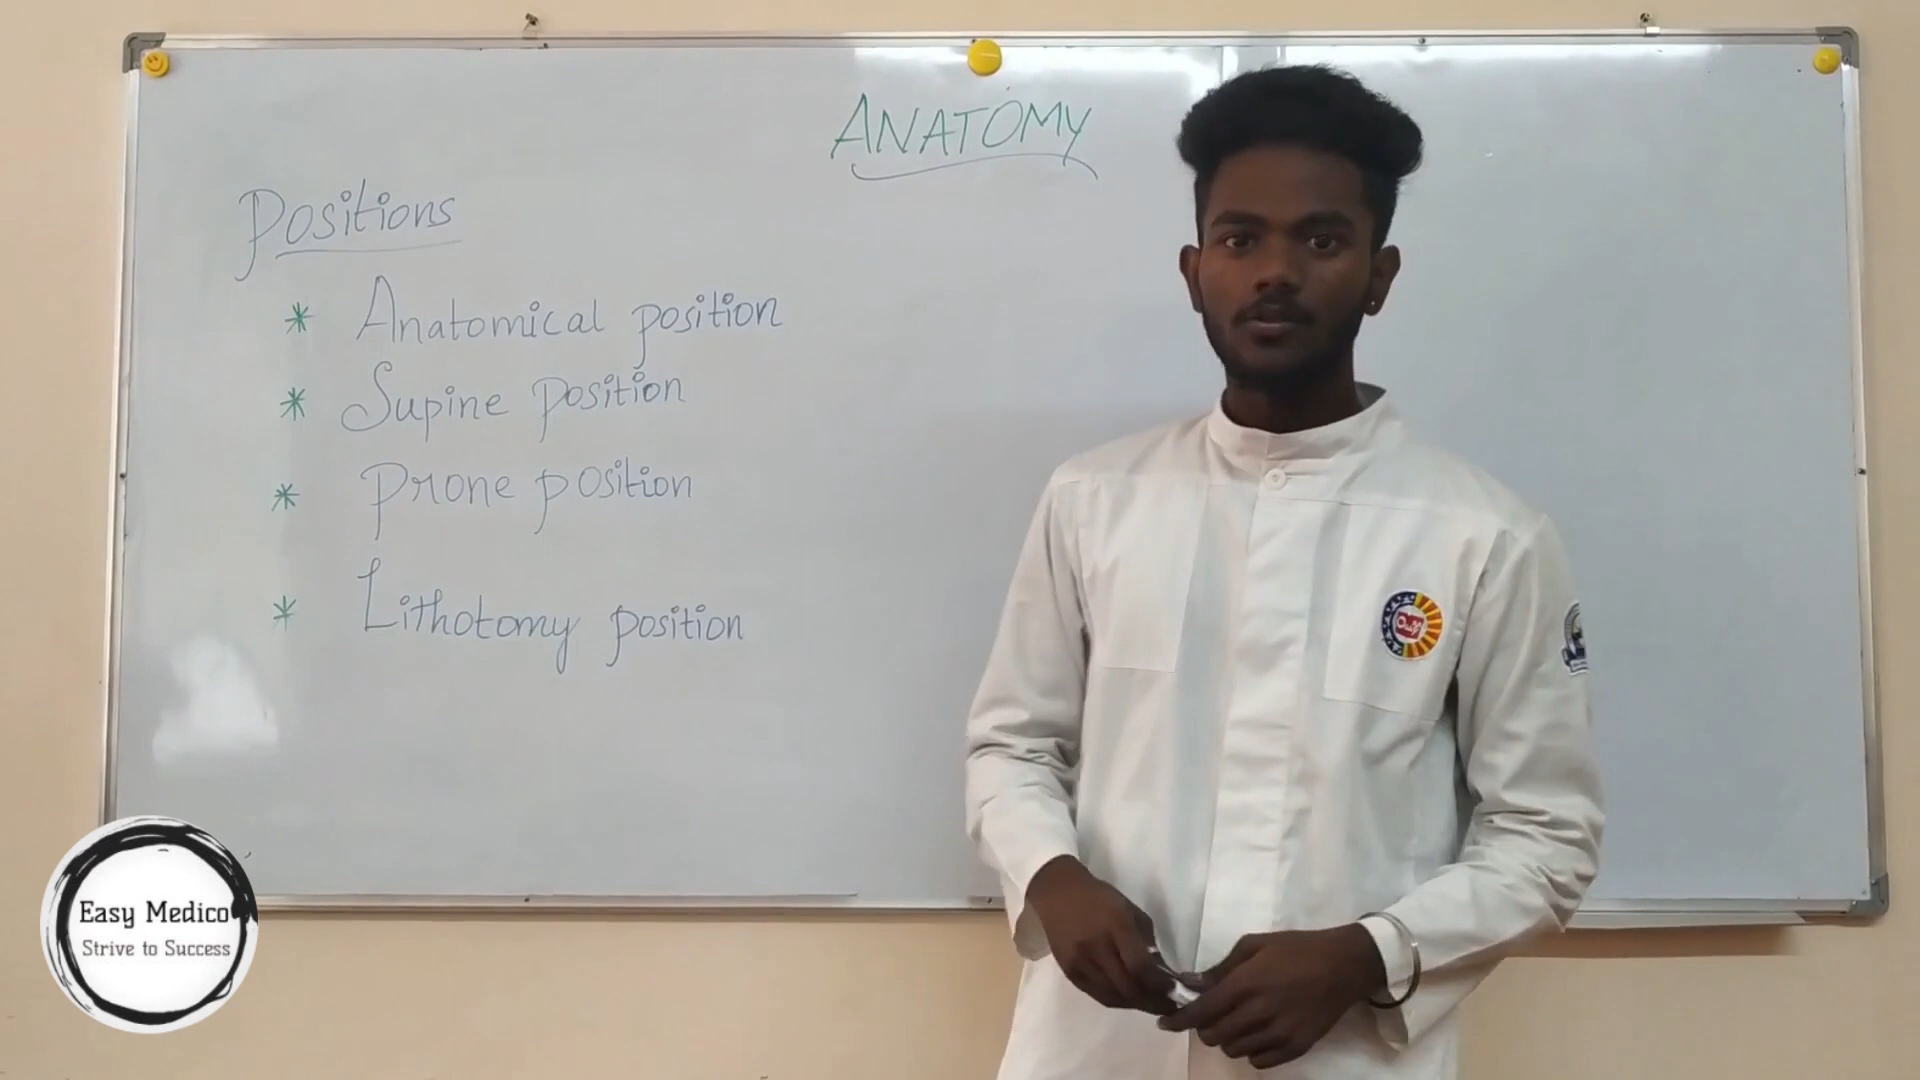 ANATOMY
Positions
* Anatomical position
* Supine position
* Prone position
* Lithotomy position
Easy Medico
Strive to Success